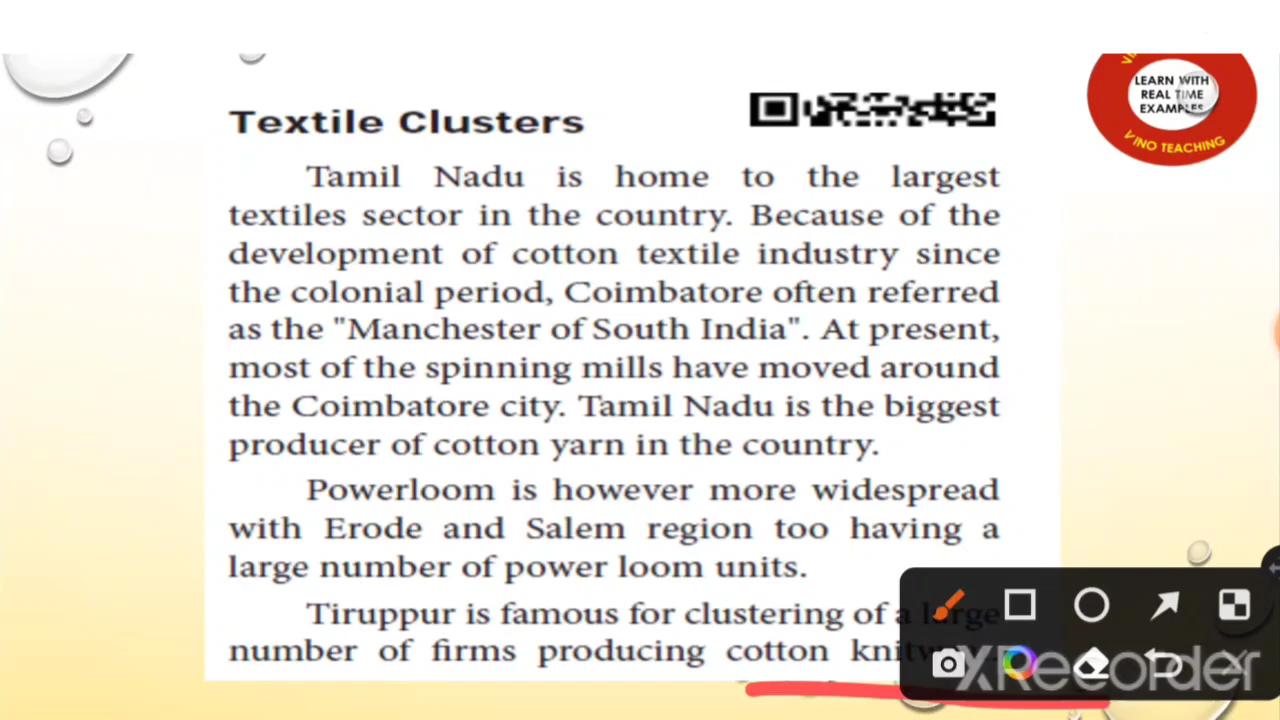 LEARN WITH
REAL TIME
EXAMPLES
VINO TEACHING
Textile Clusters
Tamil Nadu is home to the largest
textiles sector in the country. Because of the
development of cotton textile industry since
the colonial period, Coimbatore often referred
as the "Manchester of South India". At present,
most of the spinning mills have moved around
the Coimbatore city. Tamil Nadu is the biggest
producer of cotton yarn in the country.
Powerloom is however more widespread
with Erode and Salem region too having a
large number of power loom units.
Tiruppur is famous for clustering of a large
number of firms producing cotton
XRecorder